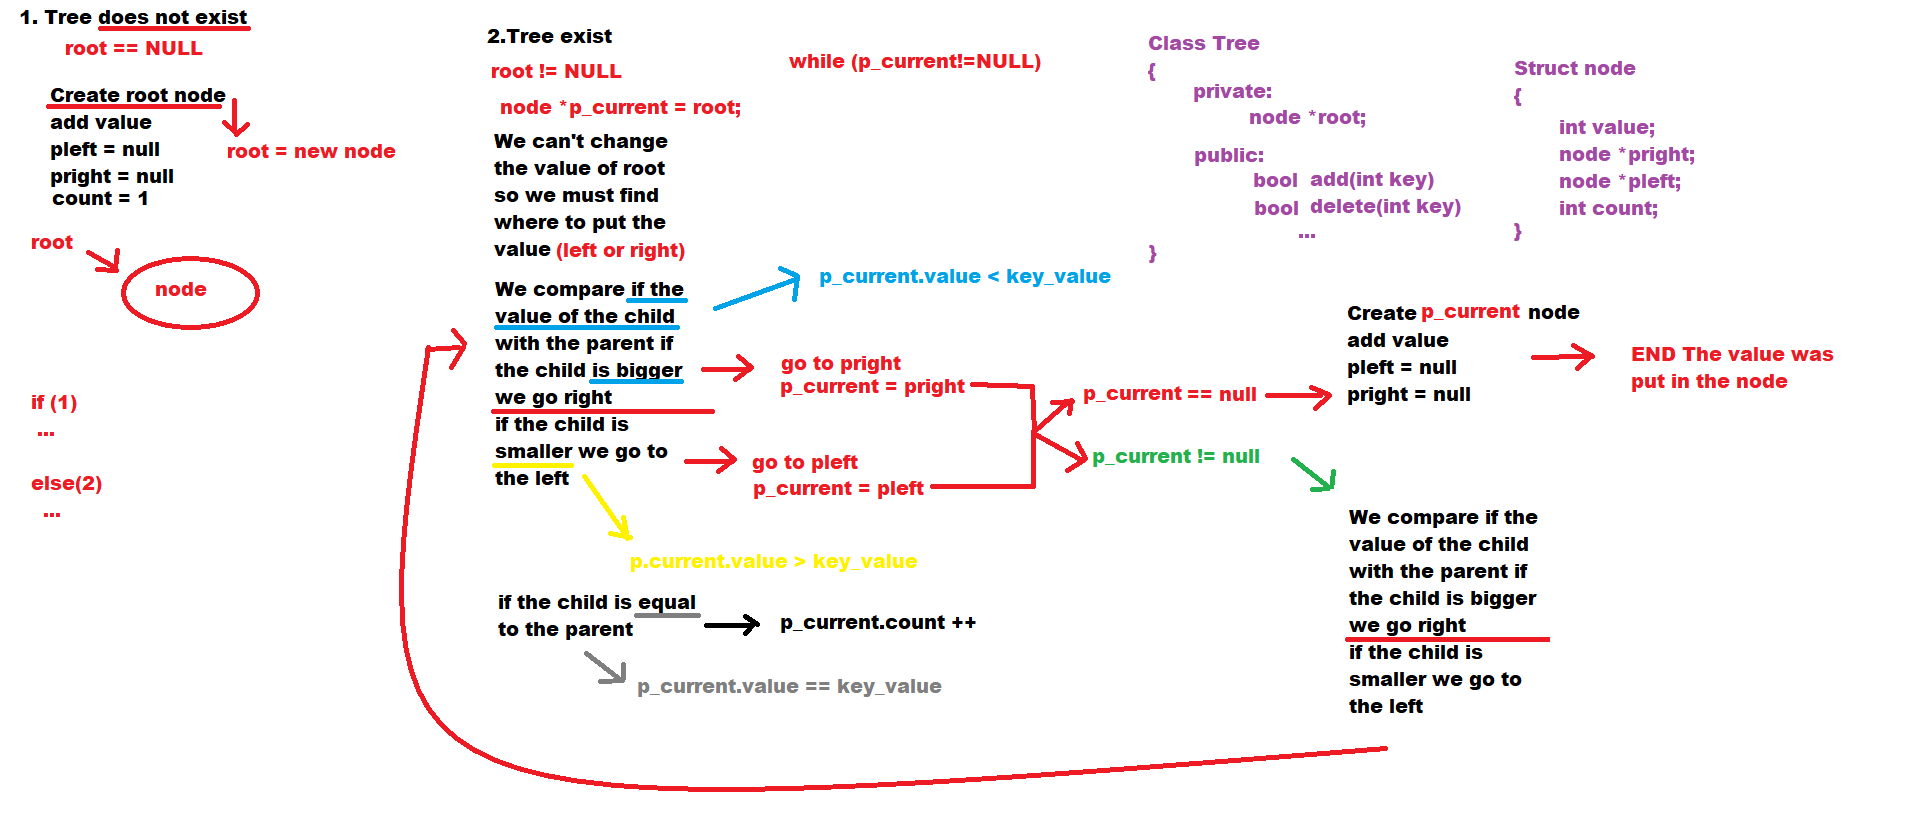 1. Tree does not exist
root == NULL
Create root node
add value
pleft = null
pright = null
count = 1
root = new node
root
node
if (1)
...
else(2)
...
2.Tree exist
root != NULL
while (p_current!=NULL)
node *p_current = root;
We can't change
the value of root
so we must find
where to put the
value (left or right)
We compare if the
value of the child
with the parent if
the child is bigger
we go right
if the child is
smaller we go to
the left
p_current.value < key_value
go to pright
p_current = pright
go to pleft
p_current = pleft
p.current.value > key_value
if the child is equal
to the parent
p_current.count ++
p_current.value == key_value
p_current == null
p_current != null
Class Tree
{
private:
node *root;
public:
bool add(int key)
bool delete(int key)
...
}
Struct node
{
int value;
node *pright;
node *pleft;
int count;
}
Create p_current node
add value
pleft = null
pright = null
END The value was
put in the node
We compare if the
value of the child
with the parent if
the child is bigger
we go right
if the child is
smaller we go to
the left